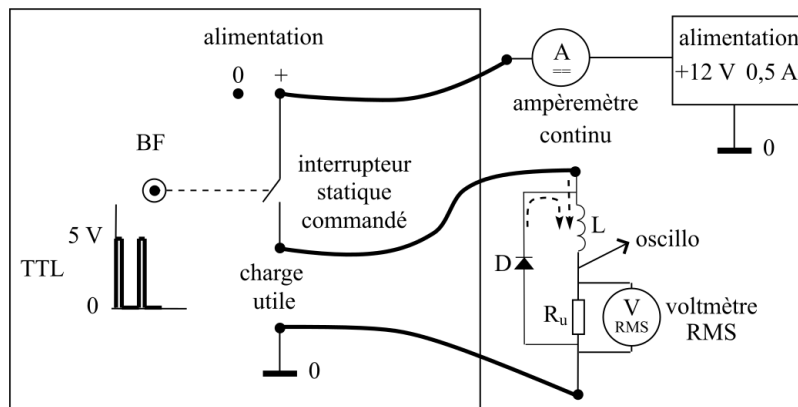 alimentation
0 +
BF
interrupteur
statique
commandé
5 V
TTL
0
charge
utile
0
A
==
ampèremètre
continu
alimentation
+12 V 0,5 A
0
L
oscillo
D
Ru
V
RMS
voltmètre
RMS